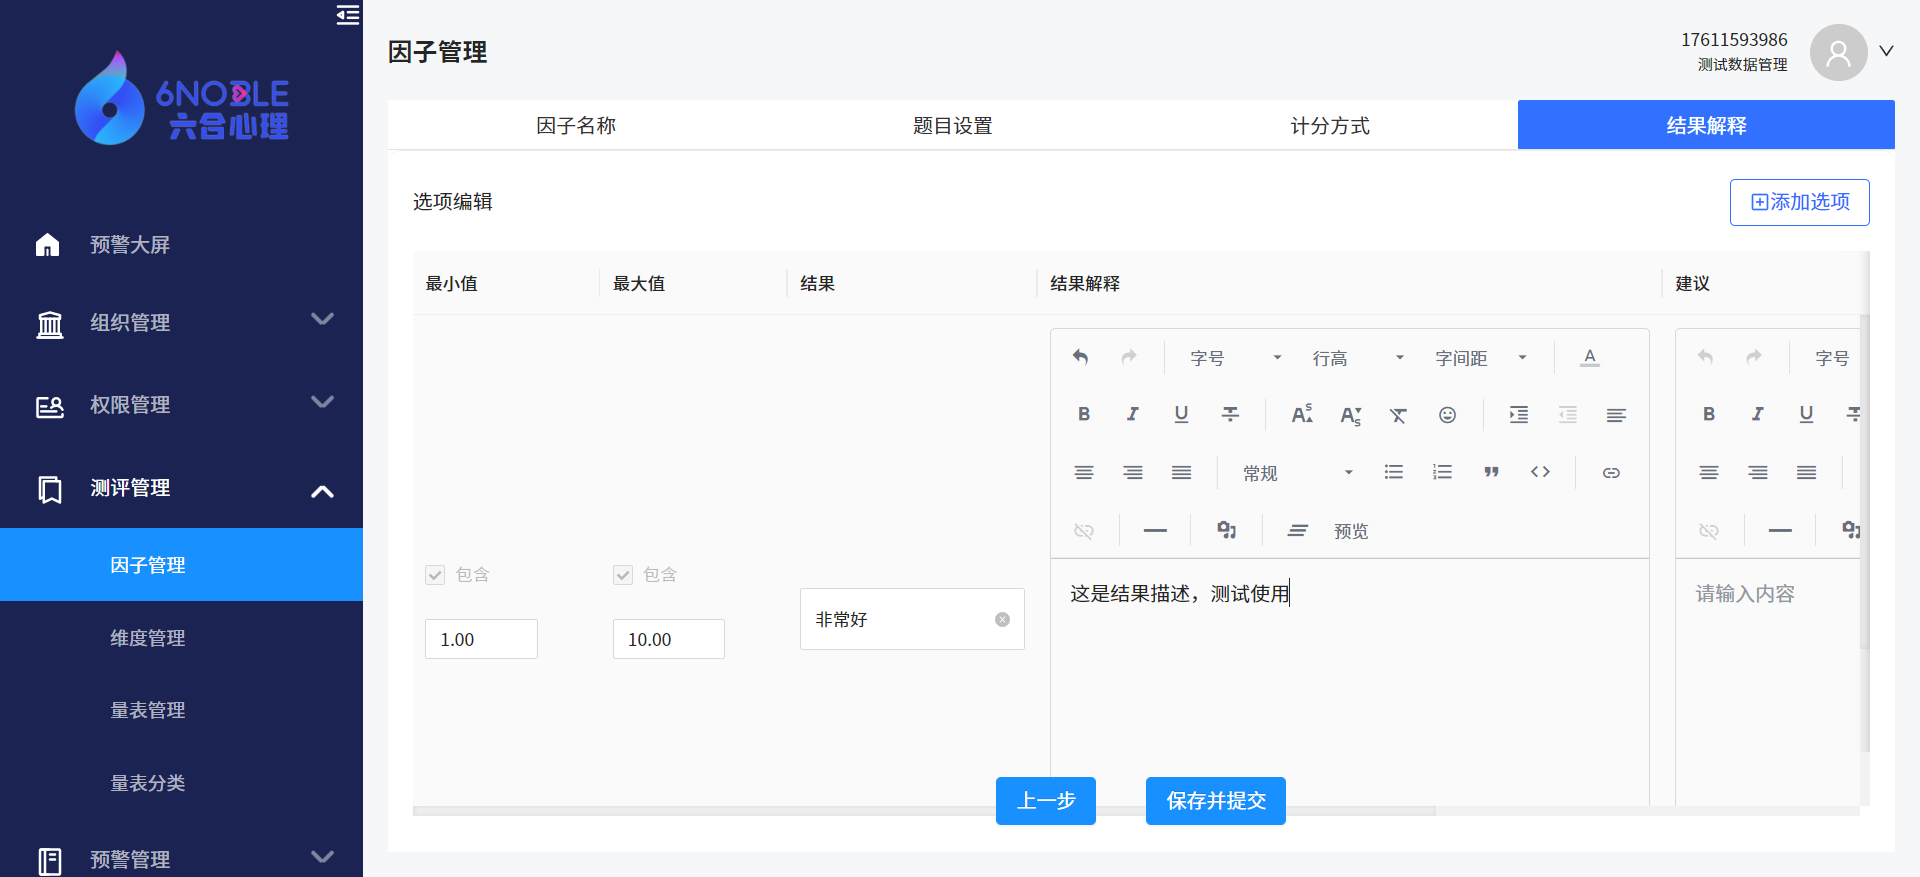 6NOBLE
六合心理
预警大屏
组织管理
权限管理
测评管理
因子管理
维度管理
量表管理
量表分类
预警管理
因子管理
17611593986
测试数据管理
因子名称
题目设置
计分方式
结果解释
选项编辑
添加选项
最小值
最大值
结果
结果解释
建议
包含
1.00
包含
10.00
非常好
字号
行高
字间距
A
B I U
常规
预览
这是结果描述，测试使用
字号
B I U
请输入内容
上一步
保存并提交